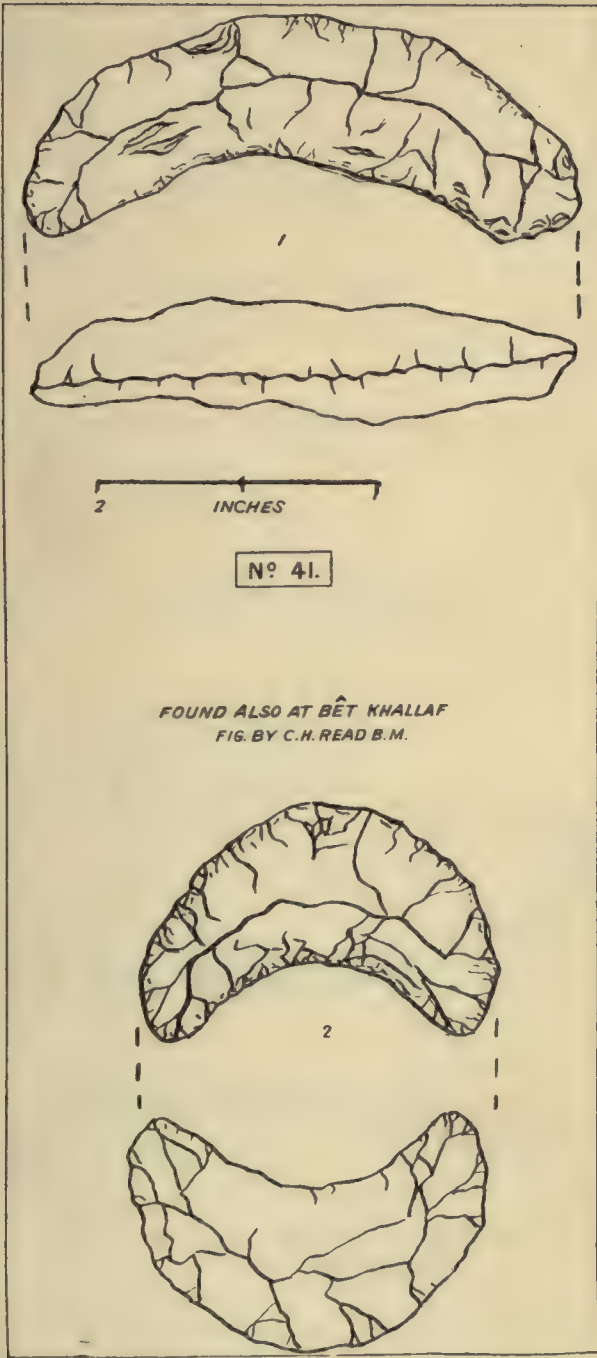 1
2 INCHES
Nº 41.
FOUND ALSO AT BÊT KHALLAF
FIG. BY C.H. READ B.M.
2